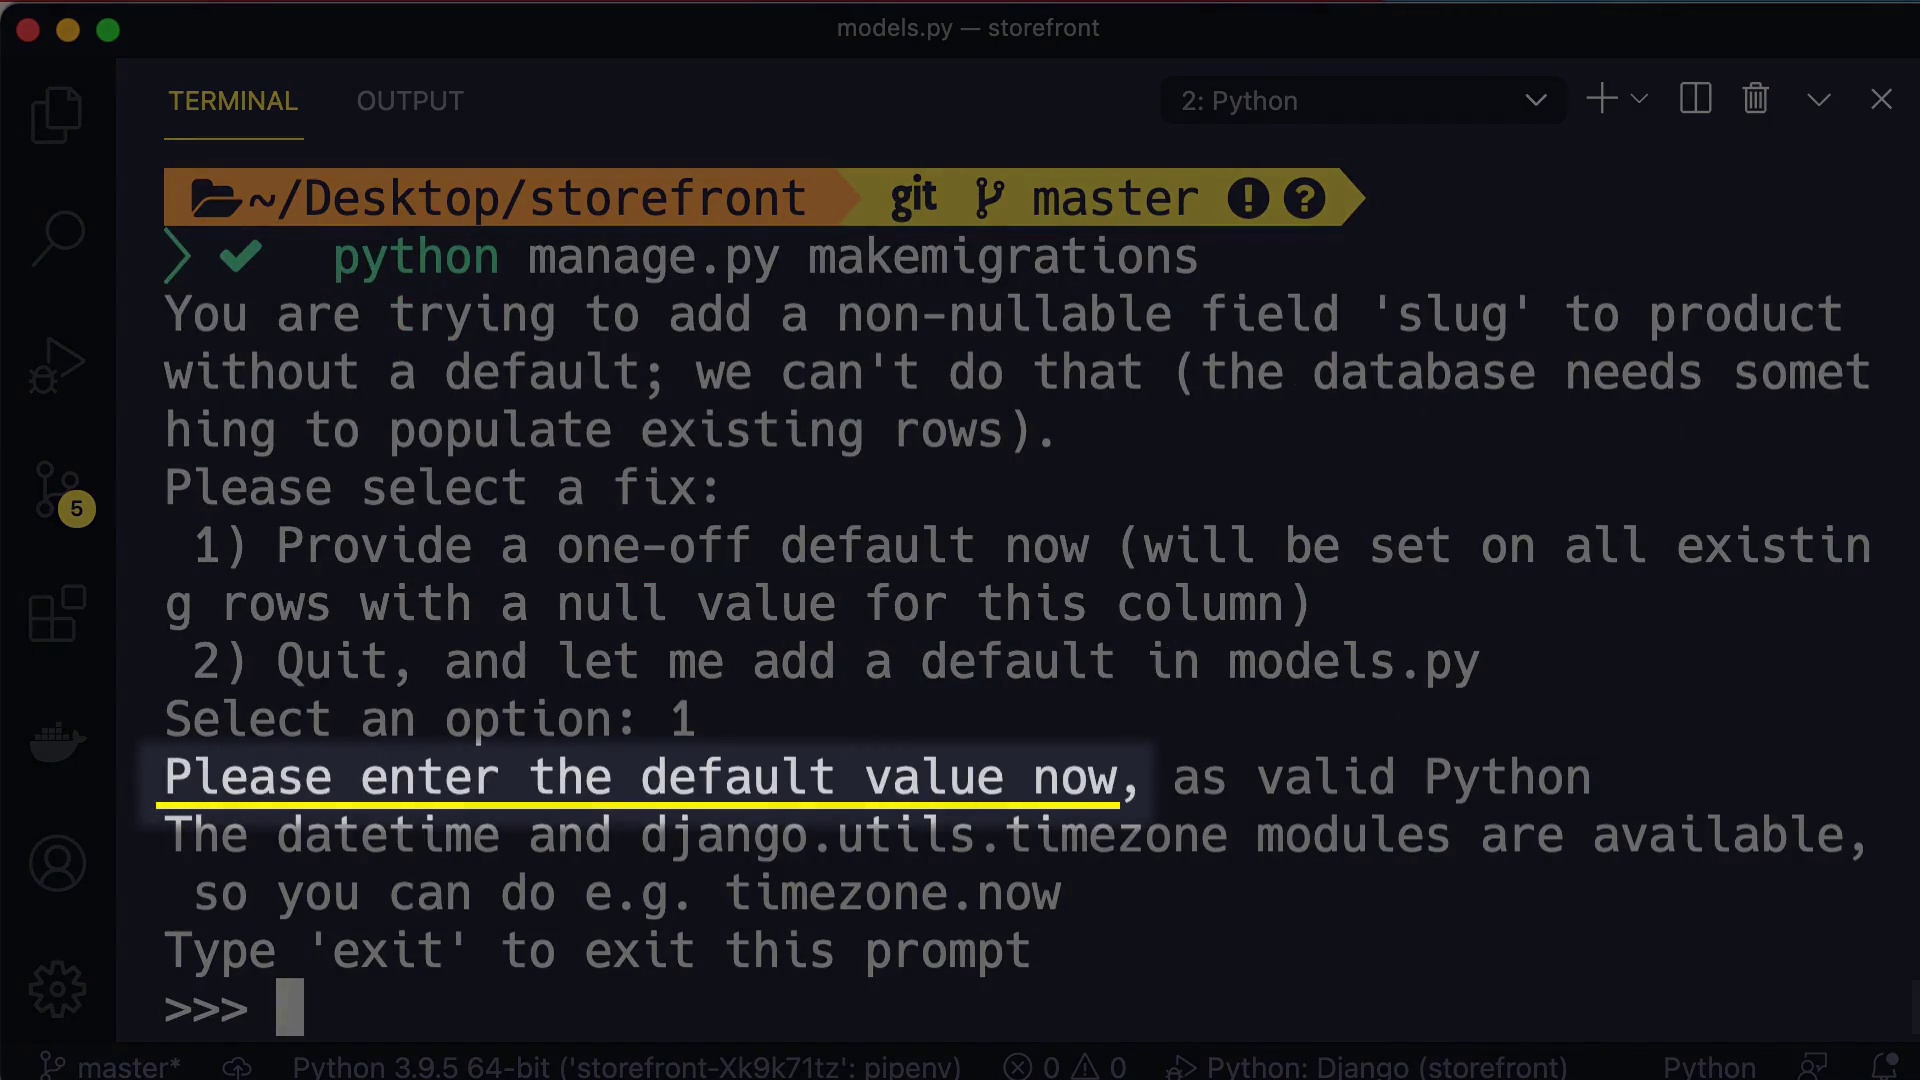 models.py — storefront
TERMINAL OUTPUT 2: Python
~/Desktop/storefront git master
python manage.py makemigrations
You are trying to add a non-nullable field 'slug' to product
without a default; we can't do that (the database needs somet
hing to populate existing rows).
Please select a fix:
1) Provide a one-off default now (will be set on all existin
g rows with a null value for this column)
2) Quit, and let me add a default in models.py
Select an option: 1
Please enter the default value now, as valid Python
The datetime and django.utils.timezone modules are available,
so you can do e.g. timezone.now
Type 'exit' to exit this prompt
>>>
5
master* Python 3.9.5 64-bit ('storefront-Xk9k71tz': pipenv) 0 0 Python: Django (storefront) Python